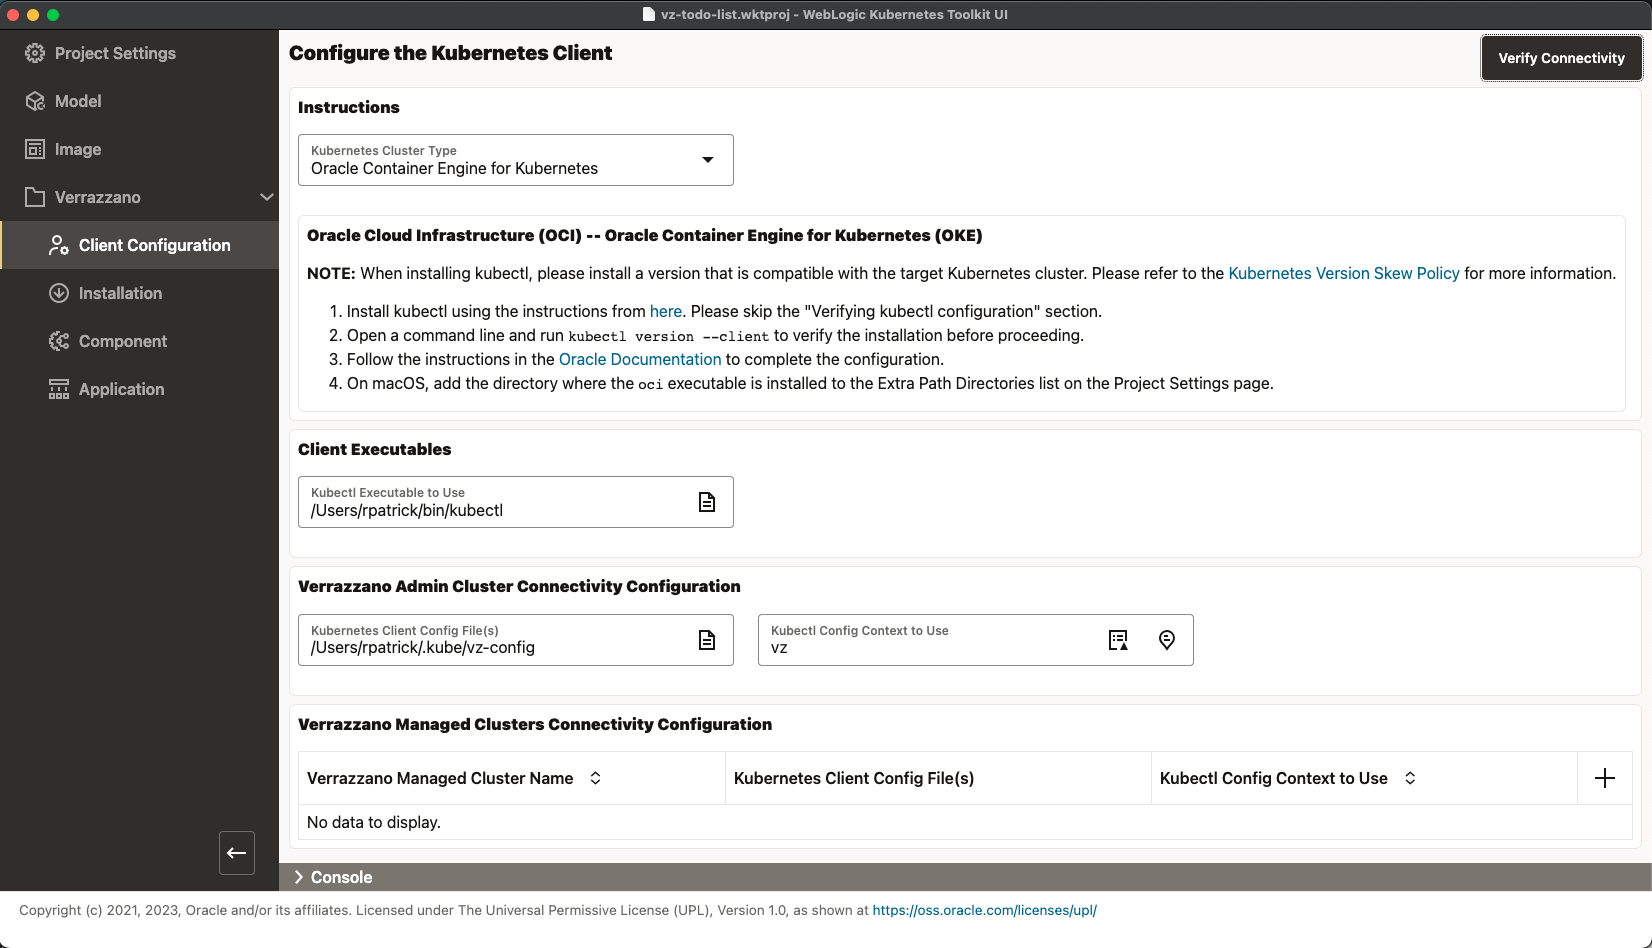 vz-todo-list.wktproj - WebLogic Kubernetes Toolkit UI
Project Settings
Model
Image
Verrazzano
Client Configuration
Installation
Component
Application
Configure the Kubernetes Client
Verify Connectivity
Instructions
Kubernetes Cluster Type
Oracle Container Engine for Kubernetes
Oracle Cloud Infrastructure (OCI) -- Oracle Container Engine for Kubernetes (OKE)
NOTE: When installing kubectl, please install a version that is compatible with the target Kubernetes cluster. Please refer to the Kubernetes Version Skew Policy for more information.
1. Install kubectl using the instructions from here. Please skip the "Verifying kubectl configuration" section.
2. Open a command line and run kubectl version --client to verify the installation before proceeding.
3. Follow the instructions in the Oracle Documentation to complete the configuration.
4. On macOS, add the directory where the oci executable is installed to the Extra Path Directories list on the Project Settings page.
Client Executables
Kubectl Executable to Use
/Users/rpatrick/bin/kubectl
Verrazzano Admin Cluster Connectivity Configuration
Kubernetes Client Config File(s)
/Users/rpatrick/.kube/vz-config
Kubectl Config Context to Use
vz
Verrazzano Managed Clusters Connectivity Configuration
Verrazzano Managed Cluster Name
Kubernetes Client Config File(s)
Kubectl Config Context to Use
No data to display.
Console
Copyright (c) 2021, 2023, Oracle and/or its affiliates. Licensed under The Universal Permissive License (UPL), Version 1.0, as shown at https://oss.oracle.com/licenses/upl/